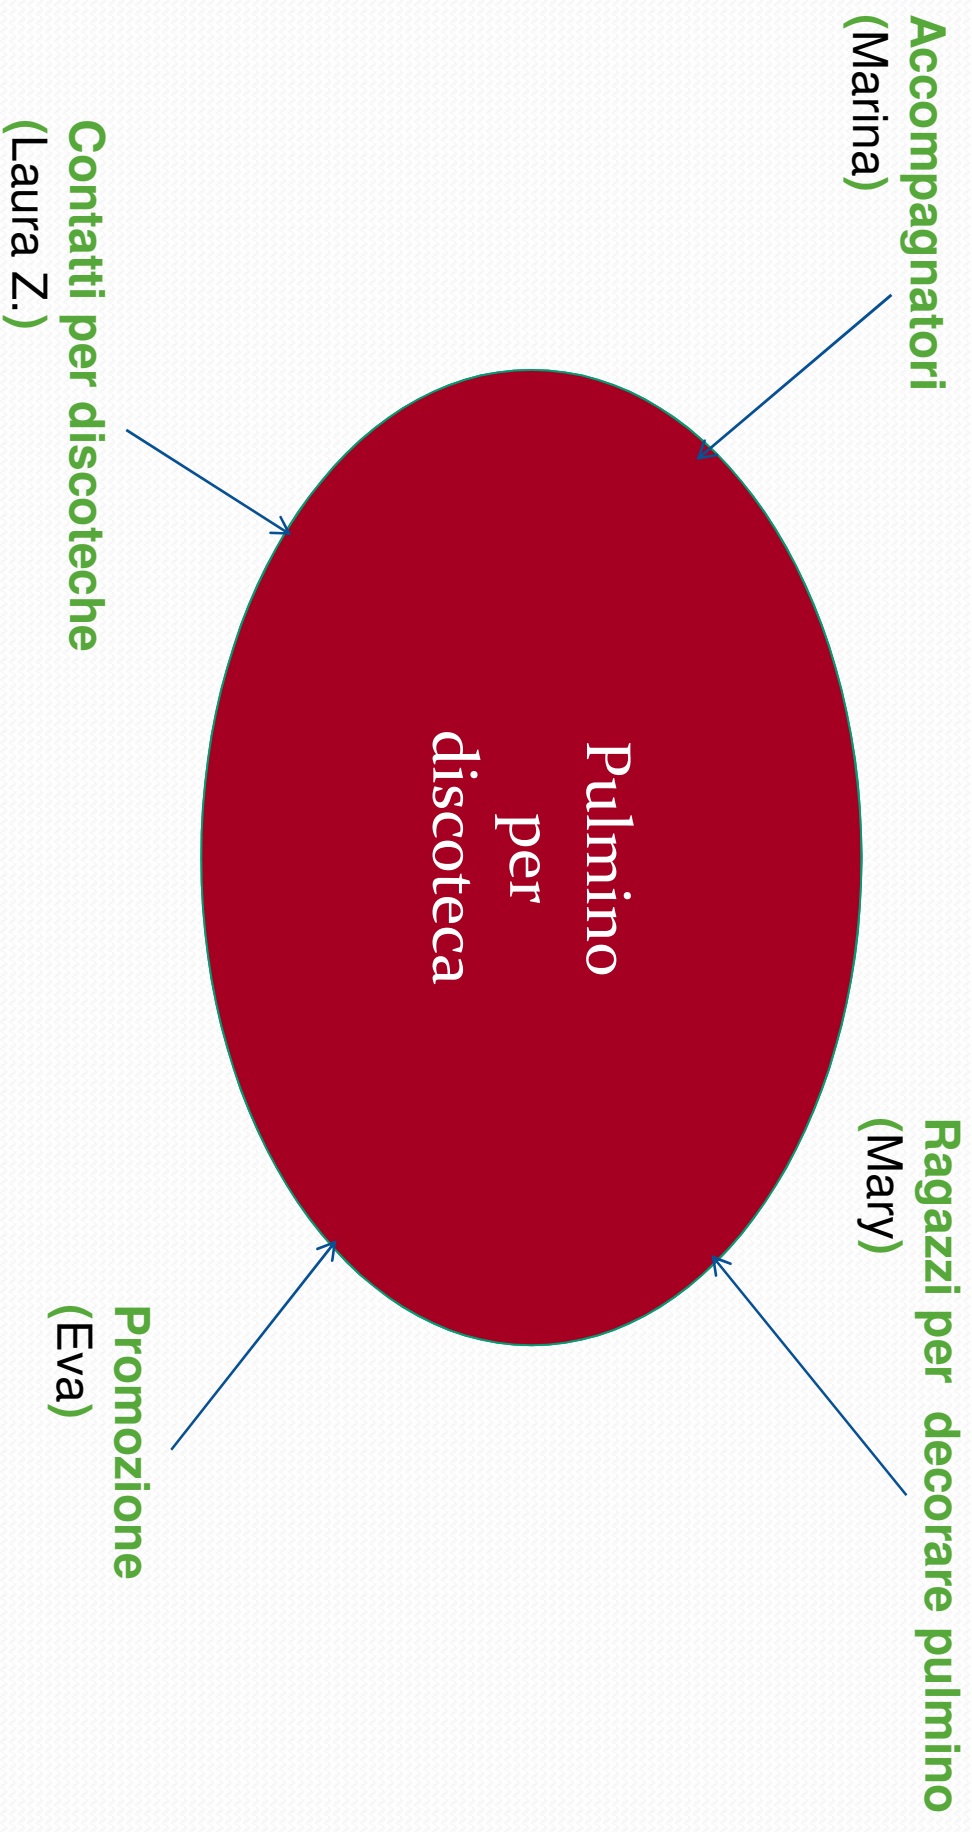 Accompagnatori
(Marina)
Ragazzi per  decorare pulmino
(Mary)
Pulmino
per
discoteca
Contatti per discoteche
(Laura Z.)
Promozione
(Eva)